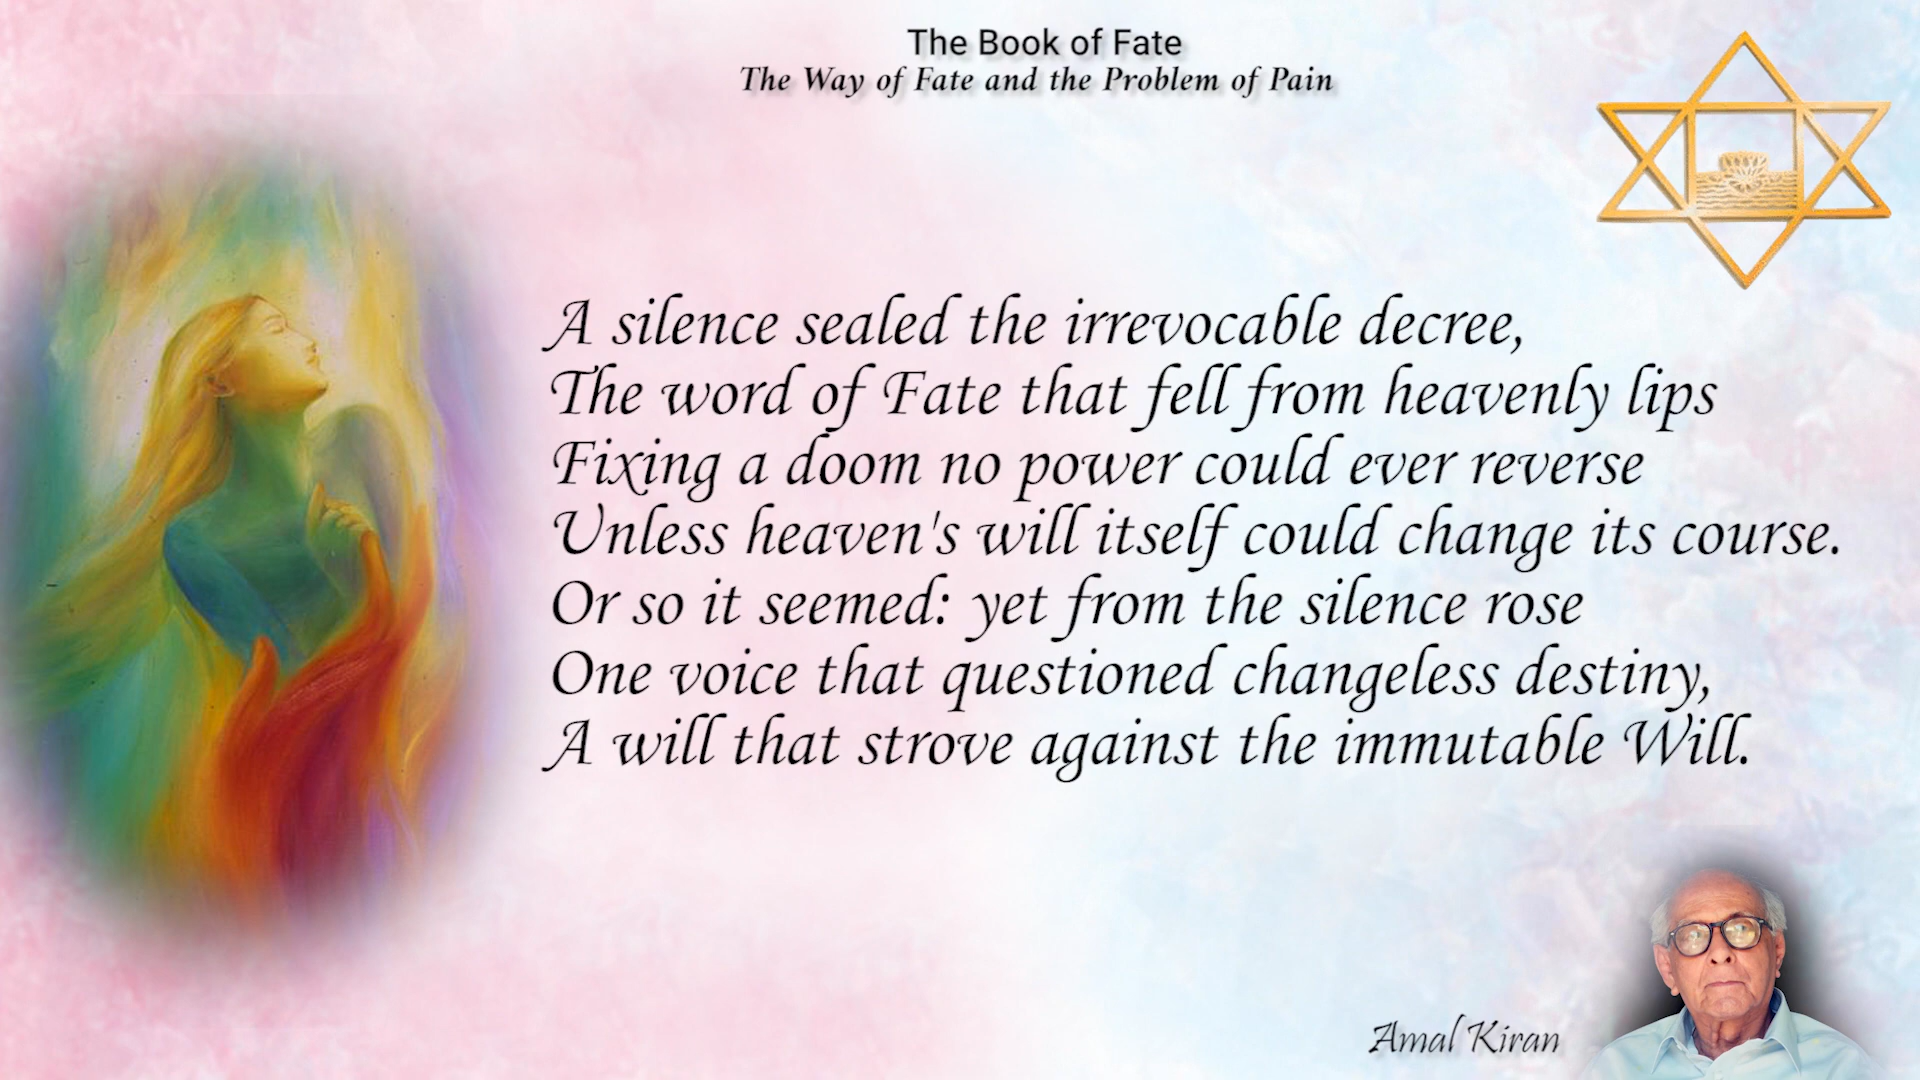 The Book of Fate
The Way of Fate and the Problem of Pain
A silence sealed the irrevocable decree,
The word of Fate that fell from heavenly lips
Fixing a doom no power could ever reverse
Unless heaven's will itself could change its course.
Or so it seemed: yet from the silence rose
One voice that questioned changeless destiny,
A will that strove against the immutable Will.
Amal Kiran